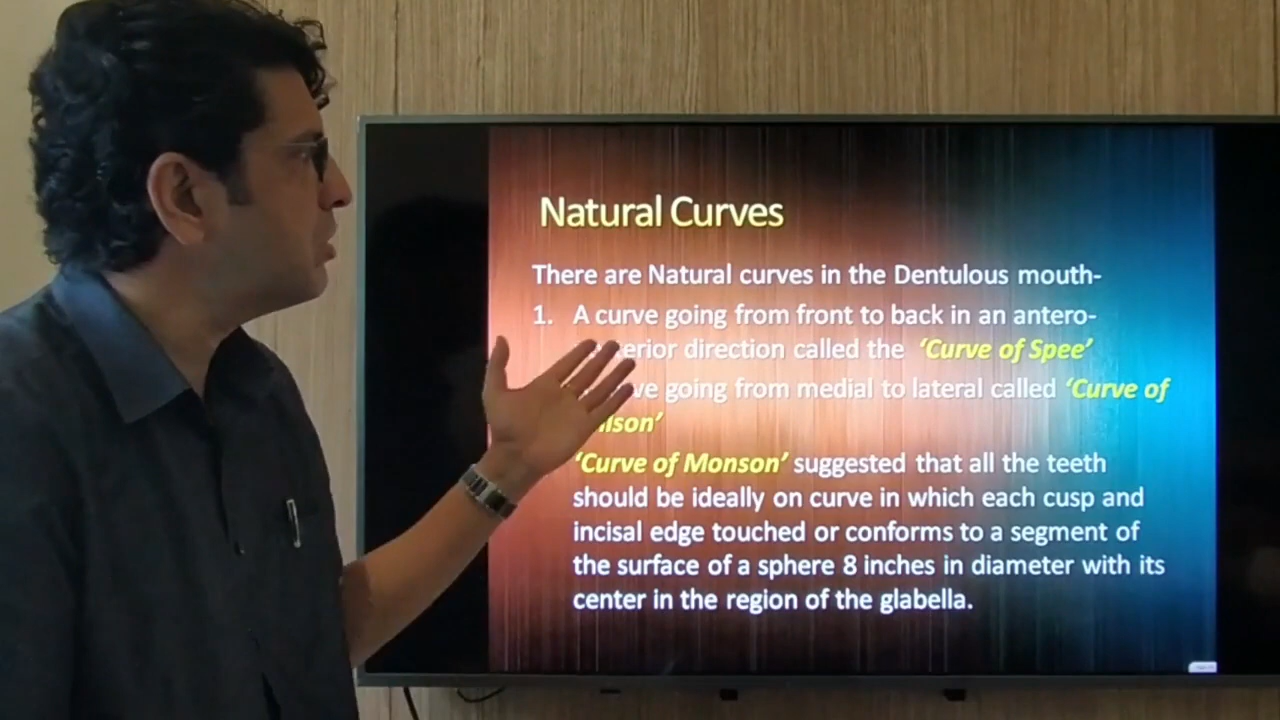 Natural Curves
There are Natural curves in the Dentulous mouth-
1. A curve going from front to back in an antero-
erior direction called the 'Curve of Spee'
ve going from medial to lateral called 'Curve of
lson'
'Curve of Monson' suggested that all the teeth
should be ideally on curve in which each cusp and
incisal edge touched or conforms to a segment of
the surface of a sphere 8 inches in diameter with its
center in the region of the glabella.